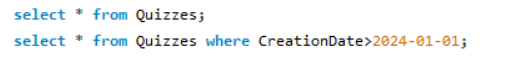 select * from Quizzes;
select * from Quizzes where CreationDate>2024-01-01;